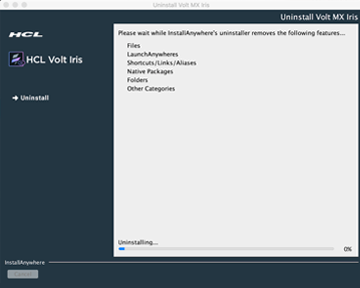 Uninstall Volt MX Iris
Uninstall Volt MX Iris
HCL
Please wait while InstallAnywhere's uninstaller removes the following features...
Files
LaunchAnywheres
Shortcuts/Links/Aliases
Native Packages
Folders
Other Categories
HCL Volt Iris
Uninstall
Uninstalling...
0%
InstallAnywhere
Cancel